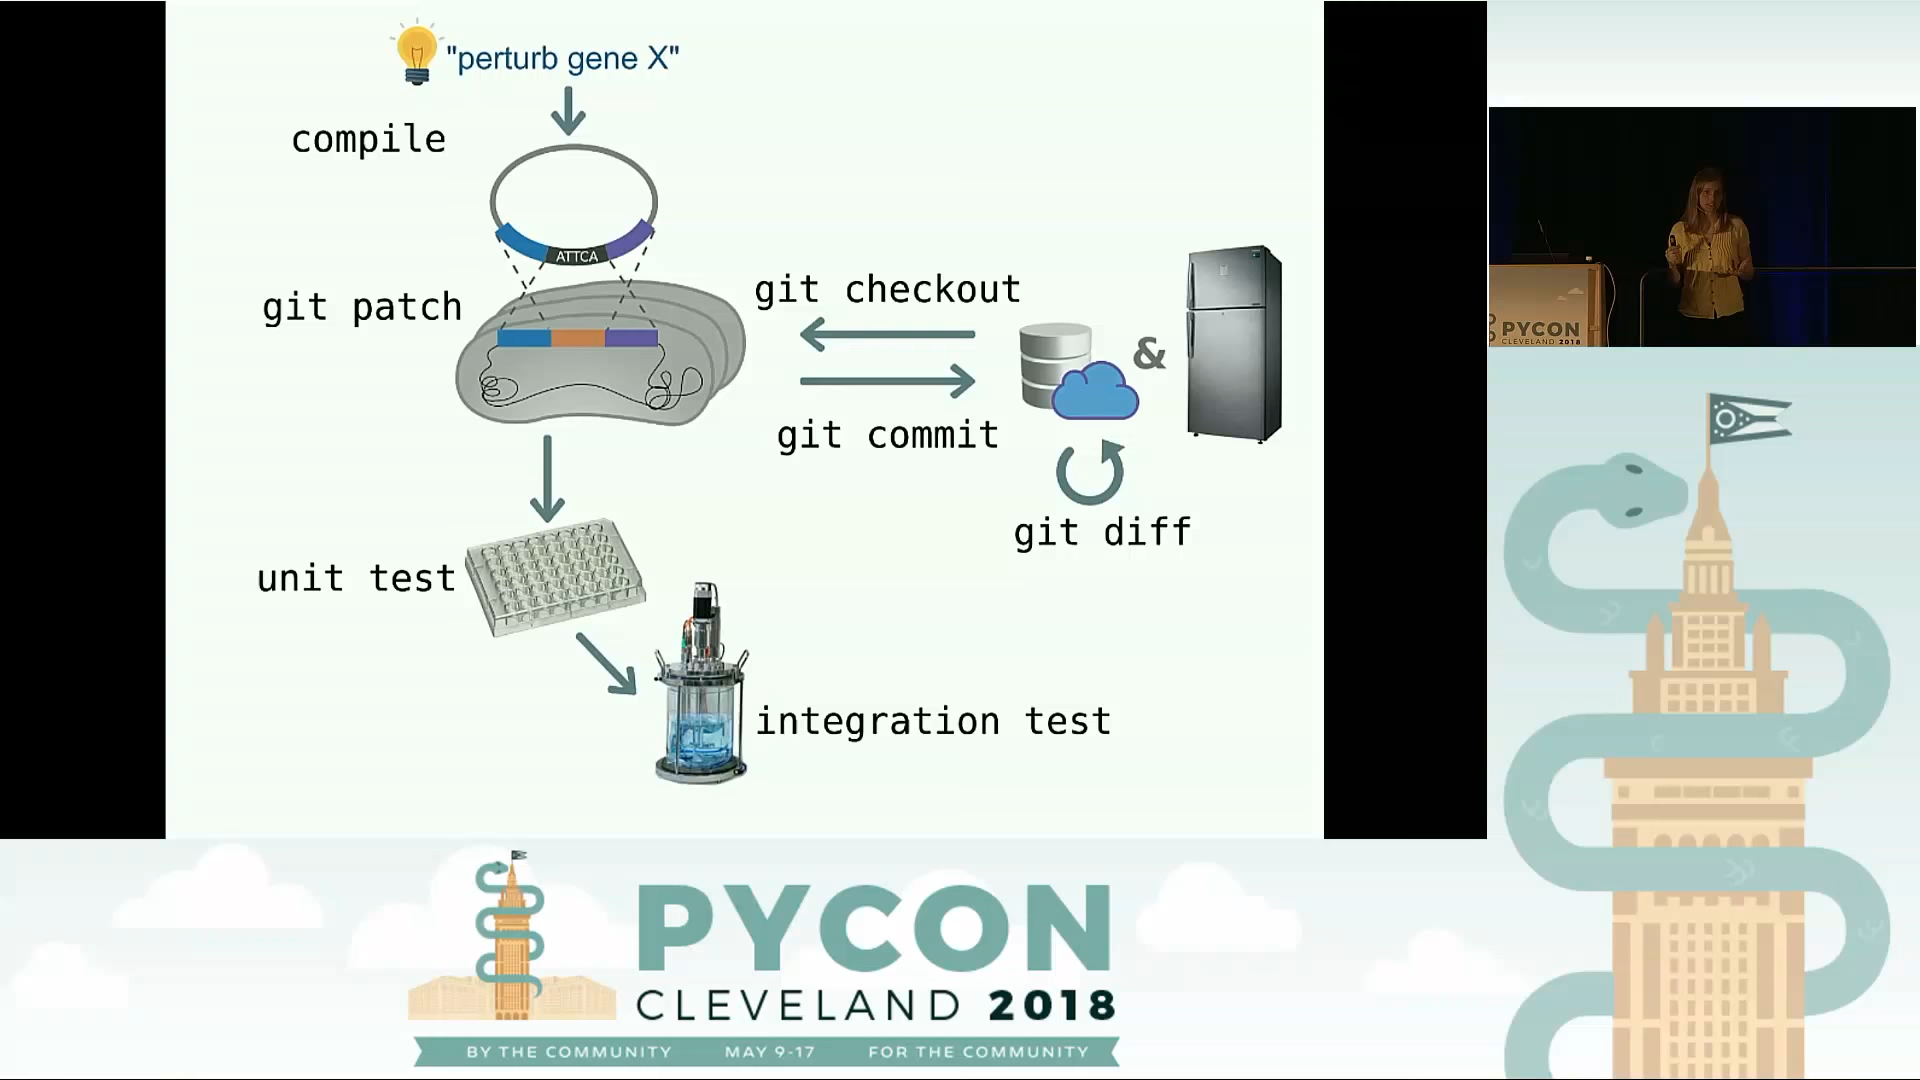 "perturb gene X"
compile
ATTCA
git patch
git checkout
&
git commit
git diff
unit test
integration test
PYCON
CLEVELAND 2018
PYCON
CLEVELAND 2018
BY THE COMMUNITY MAY 9-17 FOR THE COMMUNITY